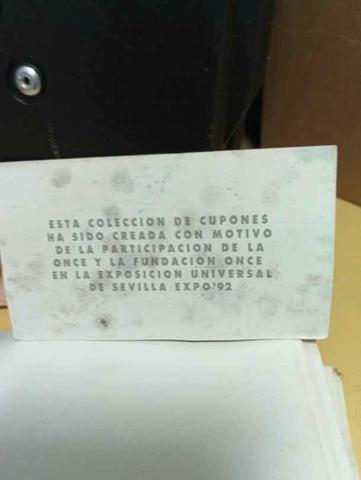 ESTA COLECCION DE CUPONES
HA SIDO CREADA CON MOTIVO
DE LA PARTICIPACION DE LA
ONCE Y LA FUNDACION ONCE
EN LA EXPOSICION UNIVERSAL
DE SEVILLA EXPO'92